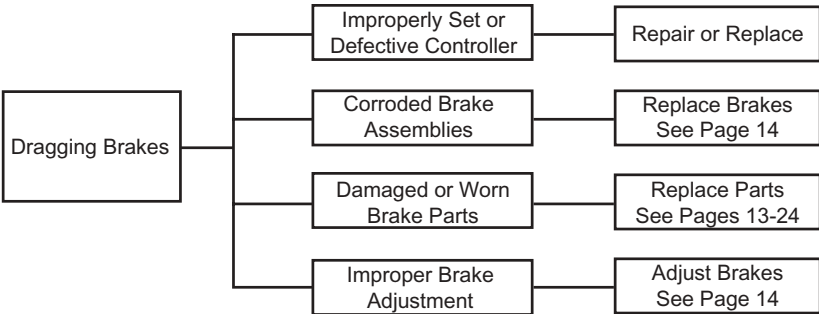 Dragging Brakes
Improperly Set or
Defective Controller
Repair or Replace
Corroded Brake
Assemblies
Replace Brakes
See Page 14
Damaged or Worn
Brake Parts
Replace Parts
See Pages 13-24
Improper Brake
Adjustment
Adjust Brakes
See Page 14